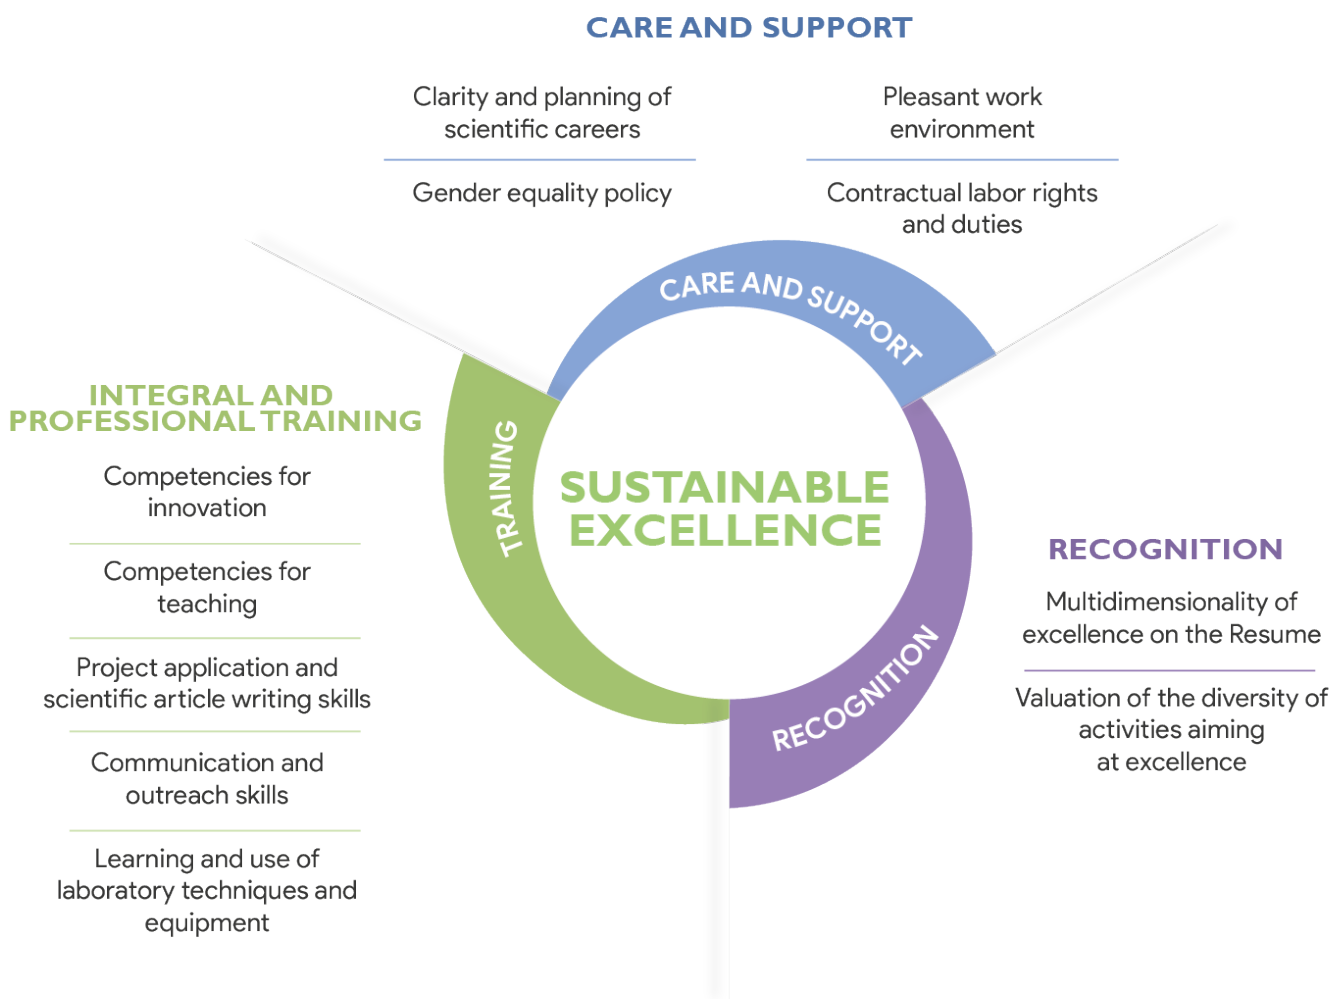 CARE AND SUPPORT
Clarity and planning of
scientific careers
Gender equality policy
Pleasant work
environment
Contractual labor rights
and duties
CARE AND SUPPORT
INTEGRAL AND
PROFESSIONAL TRAINING
Competencies for
innovation
Competencies for
teaching
Project application and
scientific article writing skills
Communication and
outreach skills
Learning and use of
laboratory techniques and
equipment
TRAINING
SUSTAINABLE
EXCELLENCE
RECOGNITION
RECOGNITION
Multidimensionality of
excellence on the Resume
Valuation of the diversity of
activities aiming
at excellence